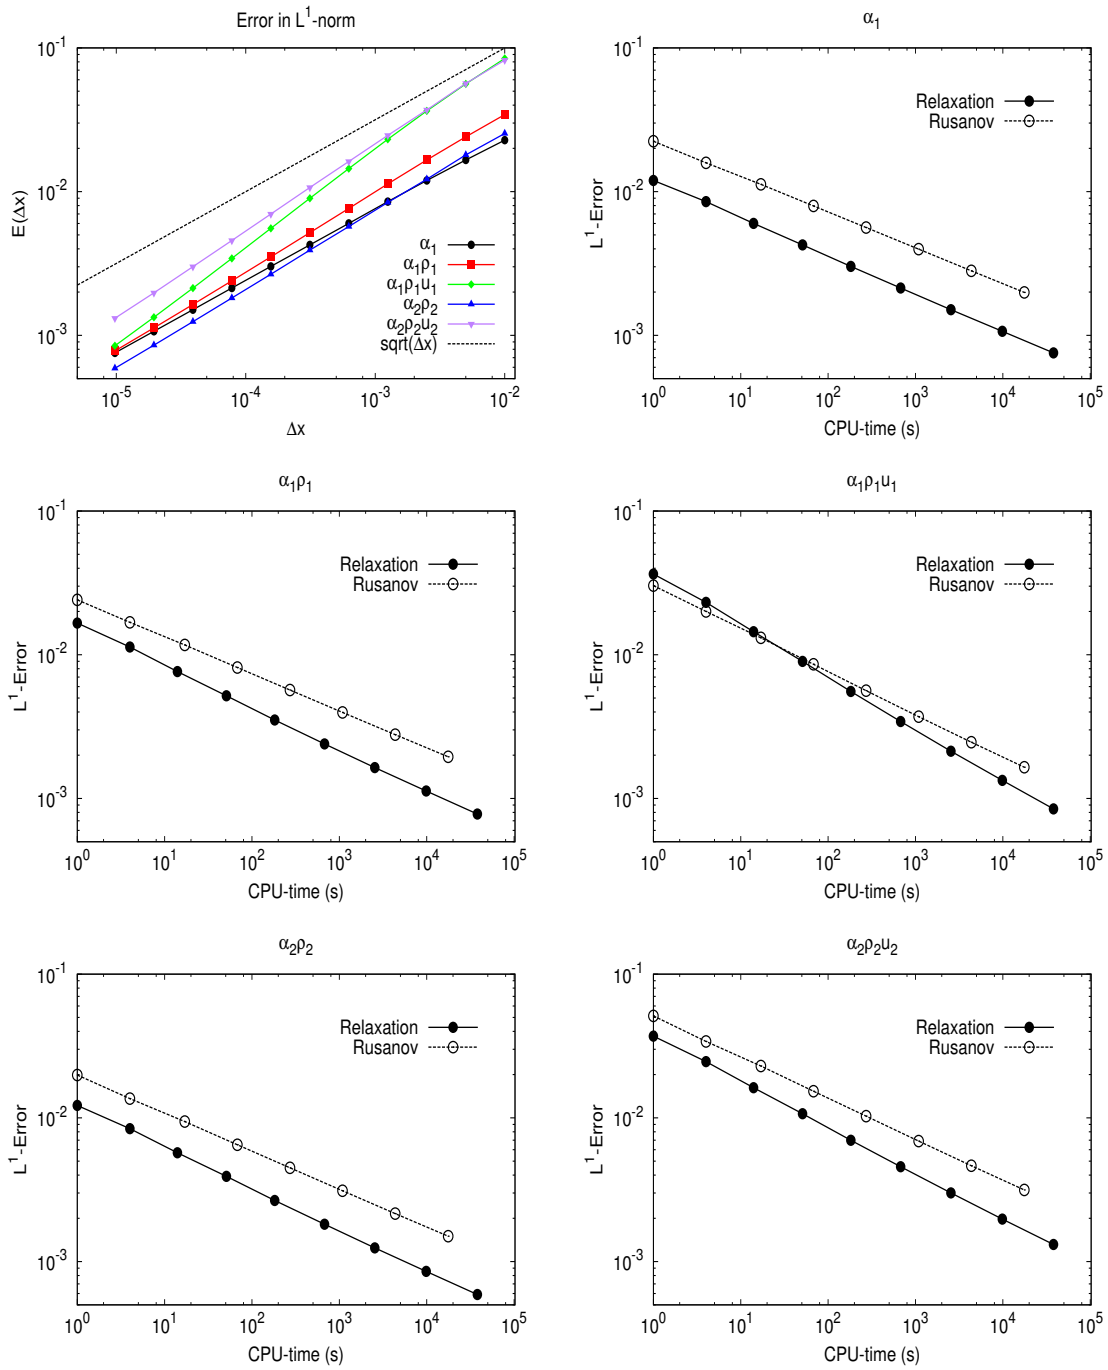 Error in L¹-norm
E(Δx)
10⁻¹
10⁻²
10⁻³
10⁻⁵ 10⁻⁴ 10⁻³ 10⁻²
Δx
α₁
α₁ρ₁
α₁ρ₁u₁
α₂ρ₂
α₂ρ₂u₂
sqrt(Δx)
α₁
L¹-Error
10⁻¹
10⁻²
10⁻³
10⁰ 10¹ 10² 10³ 10⁴ 10⁵
CPU-time (s)
Relaxation
Rusanov
α₁ρ₁
L¹-Error
10⁻¹
10⁻²
10⁻³
10⁰ 10¹ 10² 10³ 10⁴ 10⁵
CPU-time (s)
Relaxation
Rusanov
α₁ρ₁u₁
L¹-Error
10⁻¹
10⁻²
10⁻³
10⁰ 10¹ 10² 10³ 10⁴ 10⁵
CPU-time (s)
Relaxation
Rusanov
α₂ρ₂
L¹-Error
10⁻¹
10⁻²
10⁻³
10⁰ 10¹ 10² 10³ 10⁴ 10⁵
CPU-time (s)
Relaxation
Rusanov
α₂ρ₂u₂
L¹-Error
10⁻¹
10⁻²
10⁻³
10⁰ 10¹ 10² 10³ 10⁴ 10⁵
CPU-time (s)
Relaxation
Rusanov